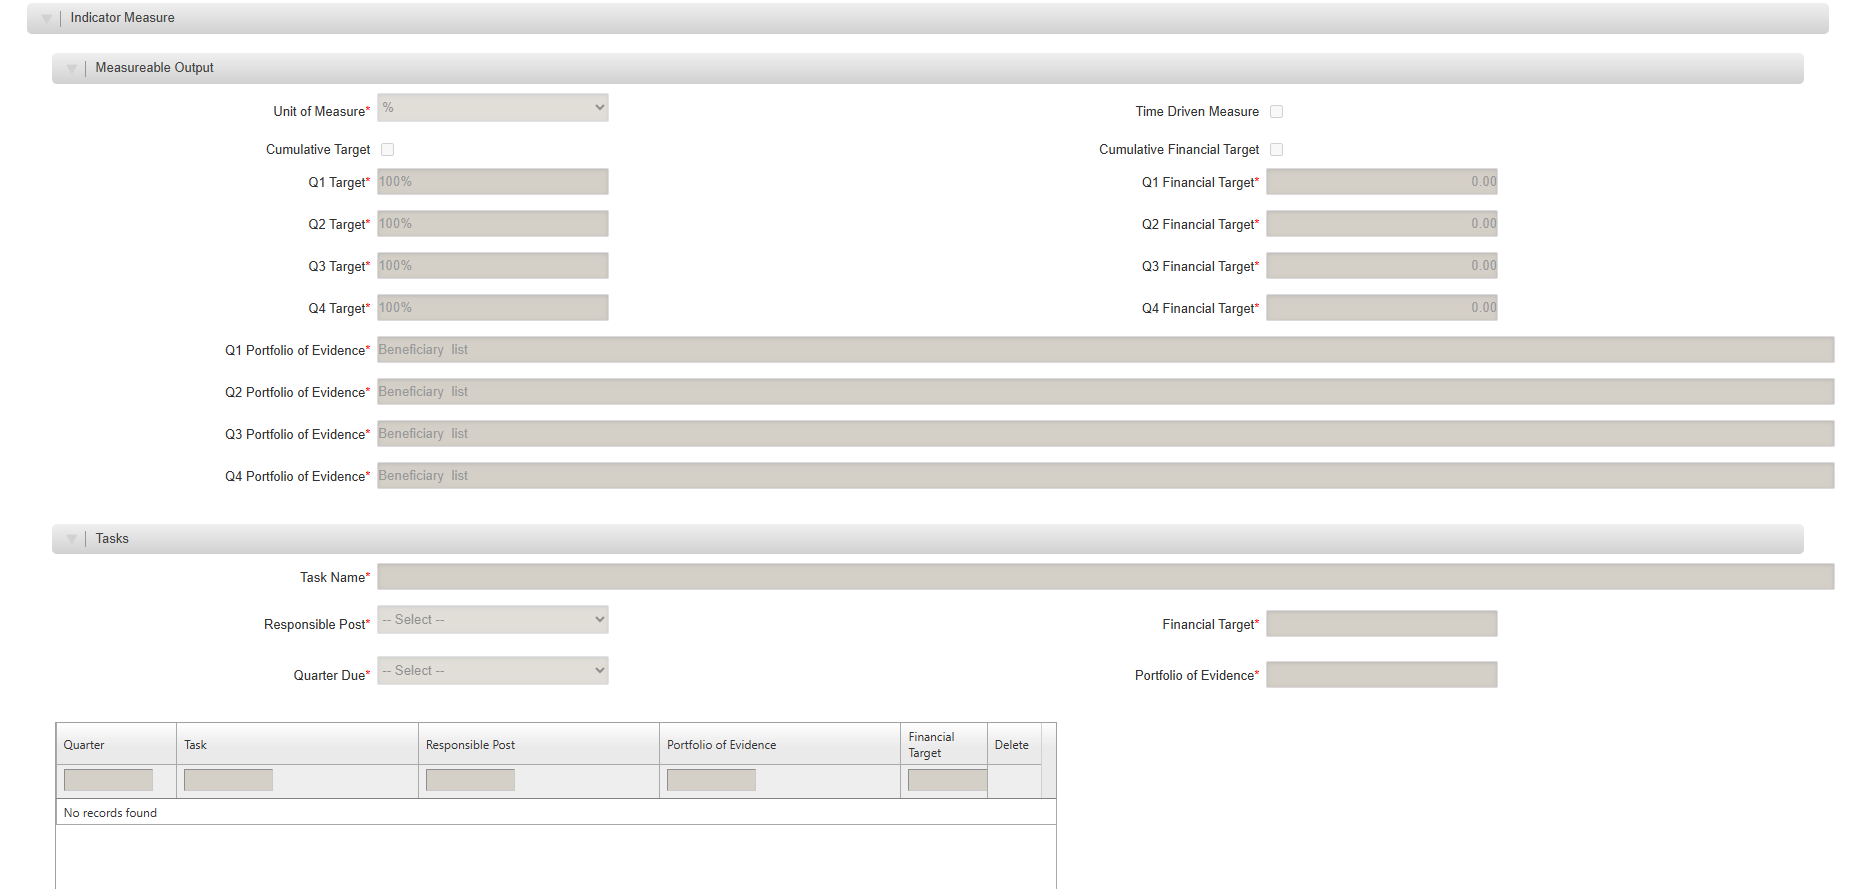 Indicator Measure
Measureable Output
Unit of Measure* % Time Driven Measure
Cumulative Target Cumulative Financial Target
Q1 Target* 100% Q1 Financial Target* 0.00
Q2 Target* 100% Q2 Financial Target* 0.00
Q3 Target* 100% Q3 Financial Target* 0.00
Q4 Target* 100% Q4 Financial Target* 0.00
Q1 Portfolio of Evidence* Beneficiary list
Q2 Portfolio of Evidence* Beneficiary list
Q3 Portfolio of Evidence* Beneficiary list
Q4 Portfolio of Evidence* Beneficiary list
Tasks
Task Name*
Responsible Post* -- Select -- Financial Target*
Quarter Due* -- Select -- Portfolio of Evidence*
Quarter Task Responsible Post Portfolio of Evidence Financial Target Delete
No records found